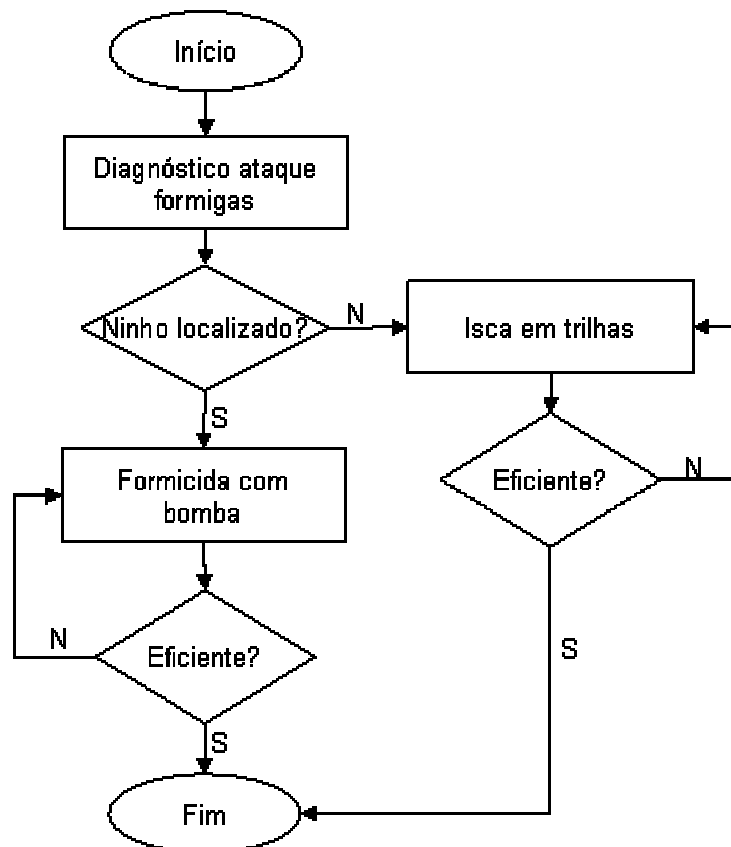 Início
Diagnóstico ataque
formigas
Ninho localizado?
N
Isca em trilhas
S
Formicida com
bomba
Eficiente?
N
N
Eficiente?
S
S
Fim